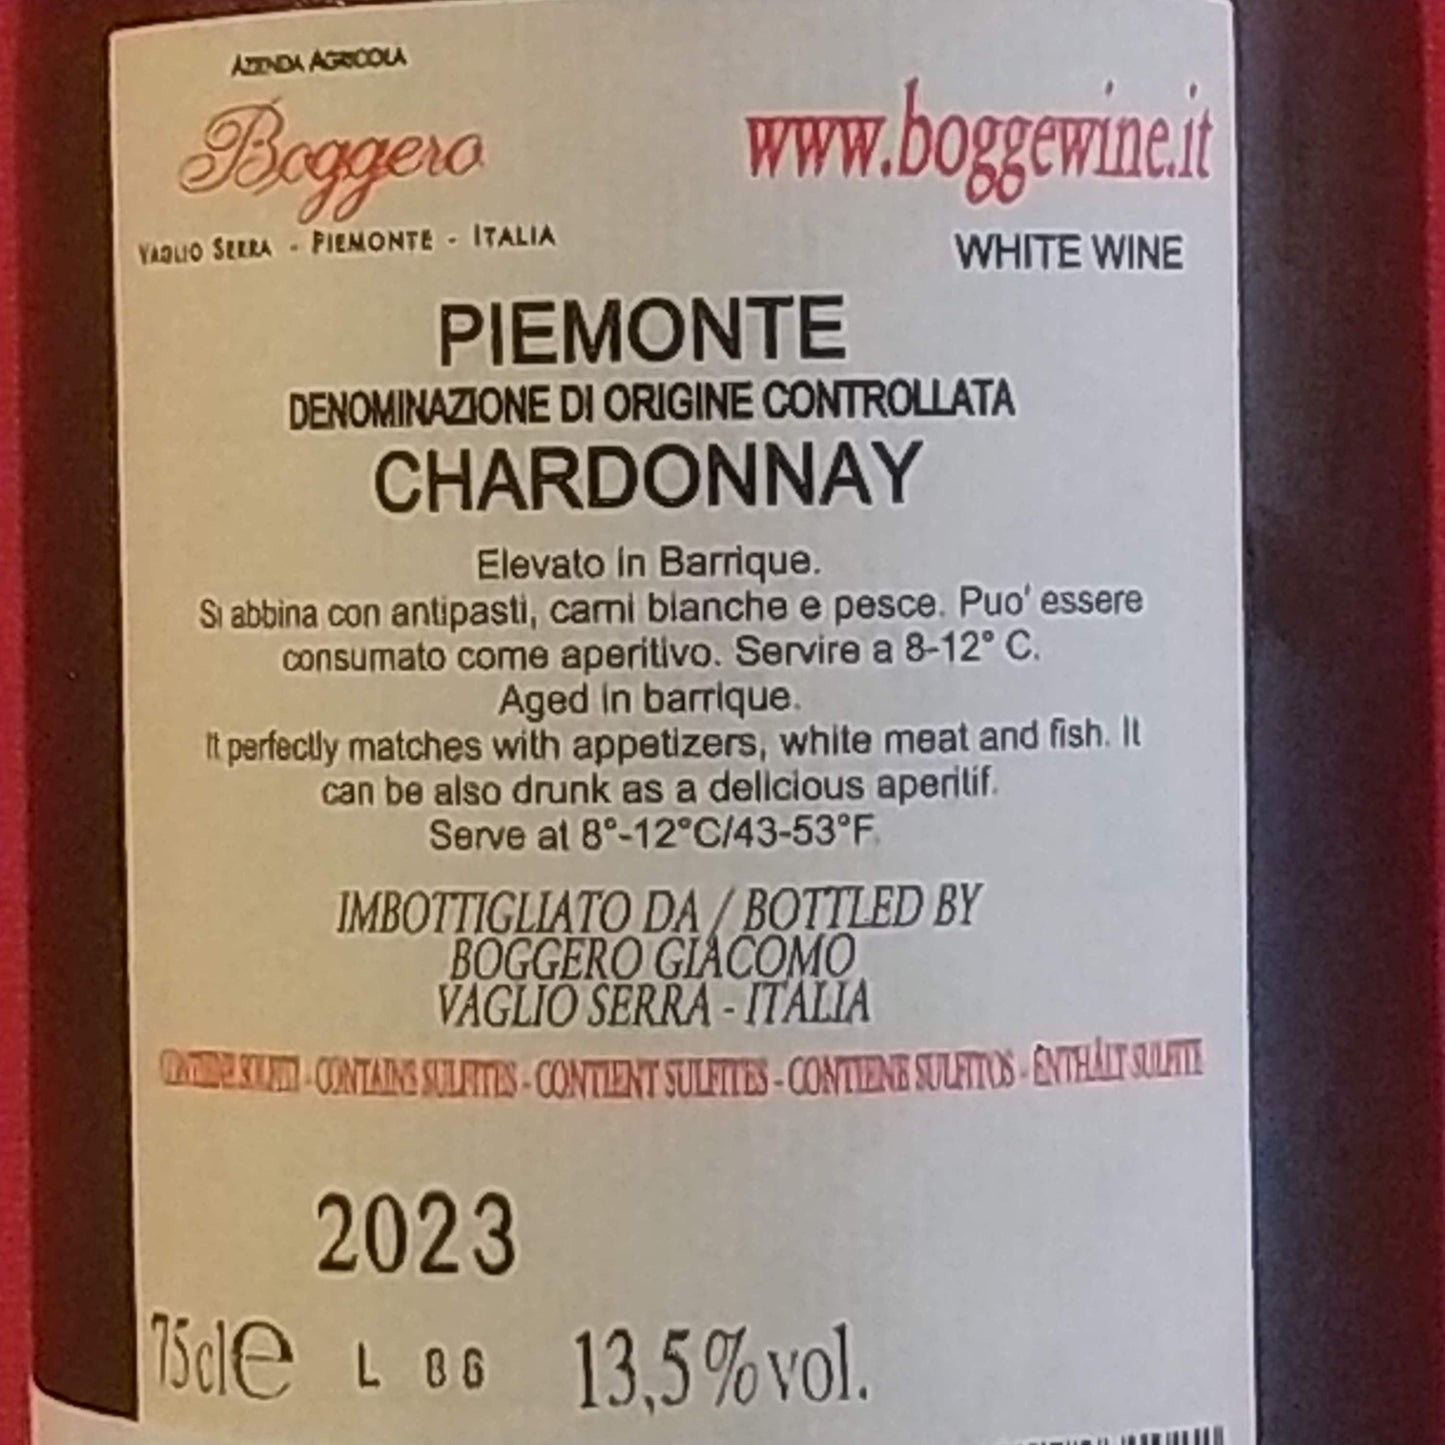 AZIENDA AGRICOLA
Boggero
VAGLIO SERRA - PIEMONTE - ITALIA
www.boggewine.it
WHITE WINE
PIEMONTE
DENOMINAZIONE DI ORIGINE CONTROLLATA
CHARDONNAY
Elevato in Barrique.
Si abbina con antipasti, carni bianche e pesce. Puo' essere
consumato come aperitivo. Servire a 8-12° C.
Aged in barrique.
It perfectly matches with appetizers, white meat and fish. It
can be also drunk as a delicious aperitif.
Serve at 8°-12°C/43-53°F.
IMBOTTIGLIATO DA / BOTTLED BY
BOGGERO GIACOMO
VAGLIO SERRA - ITALIA
CONTIENE SOLFITI - CONTAINS SULFITES - CONTIENT SULFITES - CONTIENE SULFITOS - ENTHÄLT SULFITE
2023
75cl e L 86 13,5%vol.